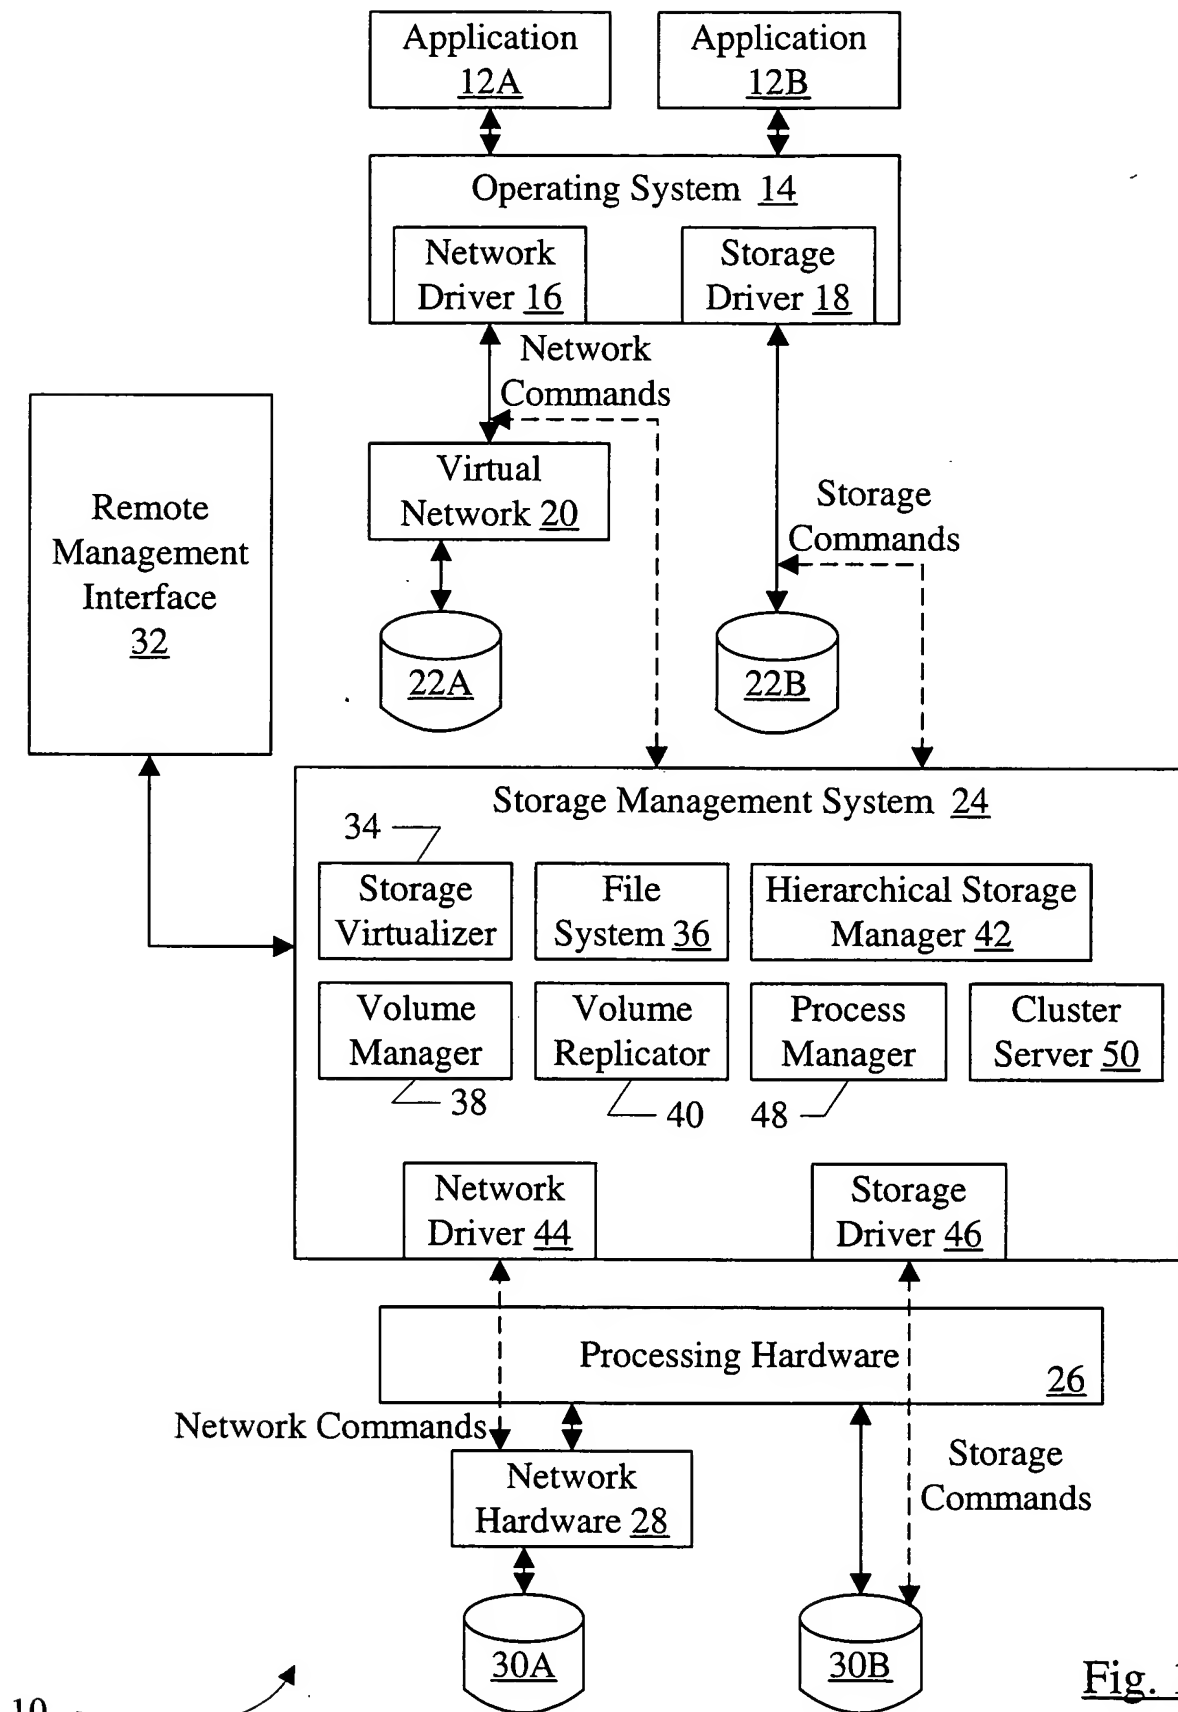 Application
12A
Application
12B
Operating System 14
Network
Driver 16
Storage
Driver 18
Network
Commands
Remote
Management
Interface
32
Virtual
Network 20
Storage
Commands
22A
22B
Storage Management System 24
34
Storage
Virtualizer
File
System 36
Hierarchical Storage
Manager 42
Volume
Manager
Volume
Replicator
Process
Manager
Cluster
Server 50
38
40
48
Network
Driver 44
Storage
Driver 46
Processing Hardware
26
Network Commands
Network
Hardware 28
Storage
Commands
30A
30B
Fig.
10